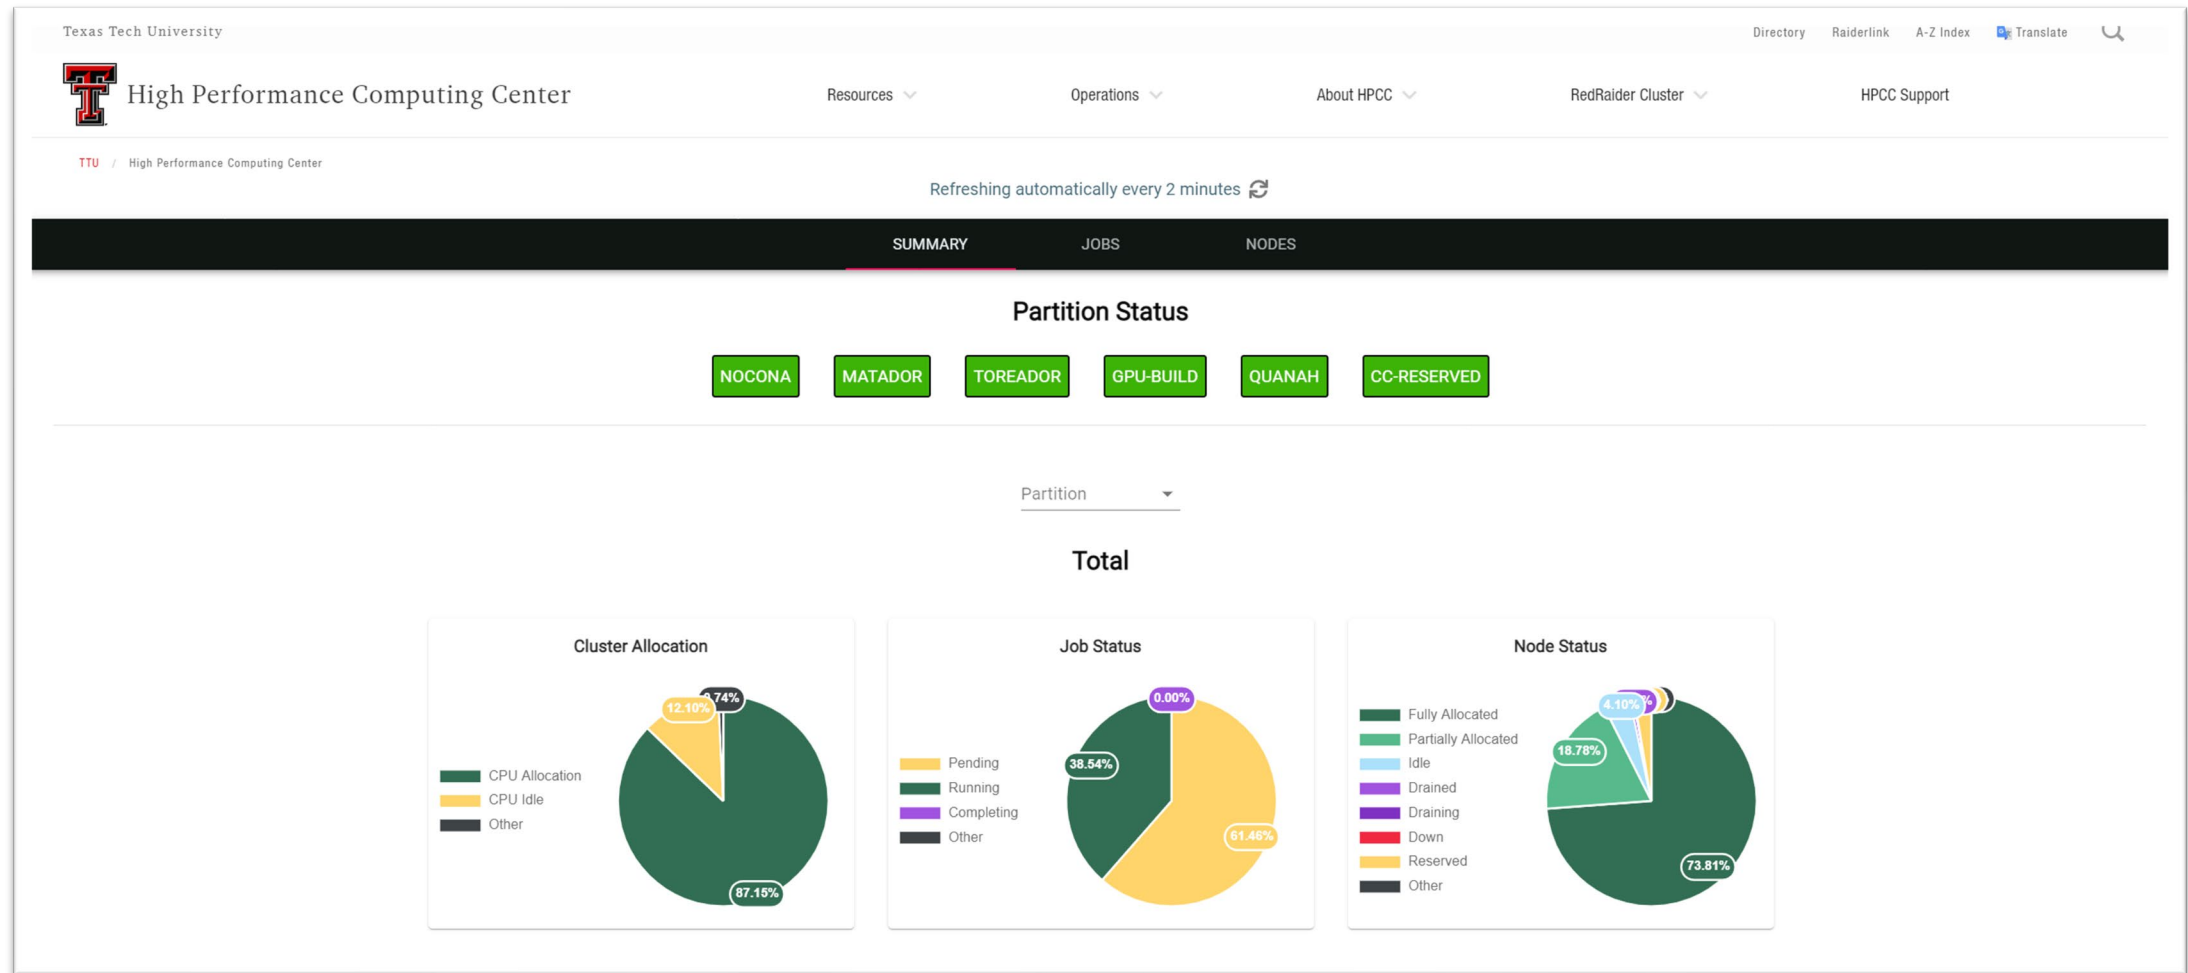 Texas Tech University
Directory Raiderlink A-Z Index Translate
High Performance Computing Center
Resources Operations About HPCC RedRaider Cluster HPCC Support
TTU / High Performance Computing Center
Refreshing automatically every 2 minutes
SUMMARY JOBS NODES
Partition Status
NOCONA MATADOR TOREADOR GPU-BUILD QUANAH CC-RESERVED
Partition
Total
Cluster Allocation
CPU Allocation
CPU Idle
Other
12.10%
87.15%
Job Status
Pending
Running
Completing
Other
0.00%
38.54%
61.46%
Node Status
Fully Allocated
Partially Allocated
Idle
Drained
Draining
Down
Reserved
Other
4.10%
18.78%
73.81%